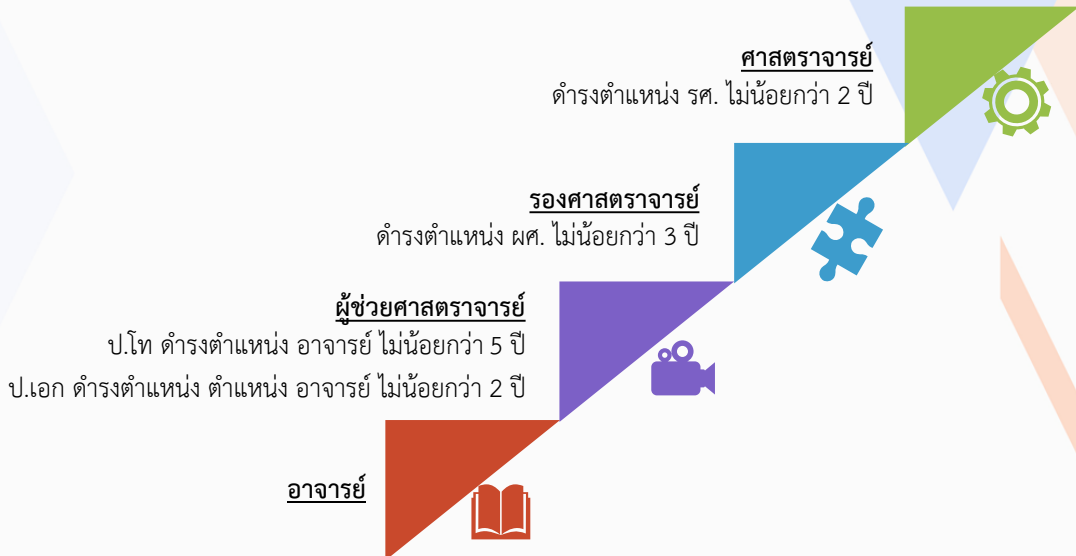 ศาสตราจารย์
ดำรงตำแหน่ง รศ. ไม่น้อยกว่า 2 ปี
รองศาสตราจารย์
ดำรงตำแหน่ง ผศ. ไม่น้อยกว่า 3 ปี
ผู้ช่วยศาสตราจารย์
ป.โท ดำรงตำแหน่ง อาจารย์ ไม่น้อยกว่า 5 ปี
ป.เอก ดำรงตำแหน่ง ตำแหน่ง อาจารย์ ไม่น้อยกว่า 2 ปี
อาจารย์